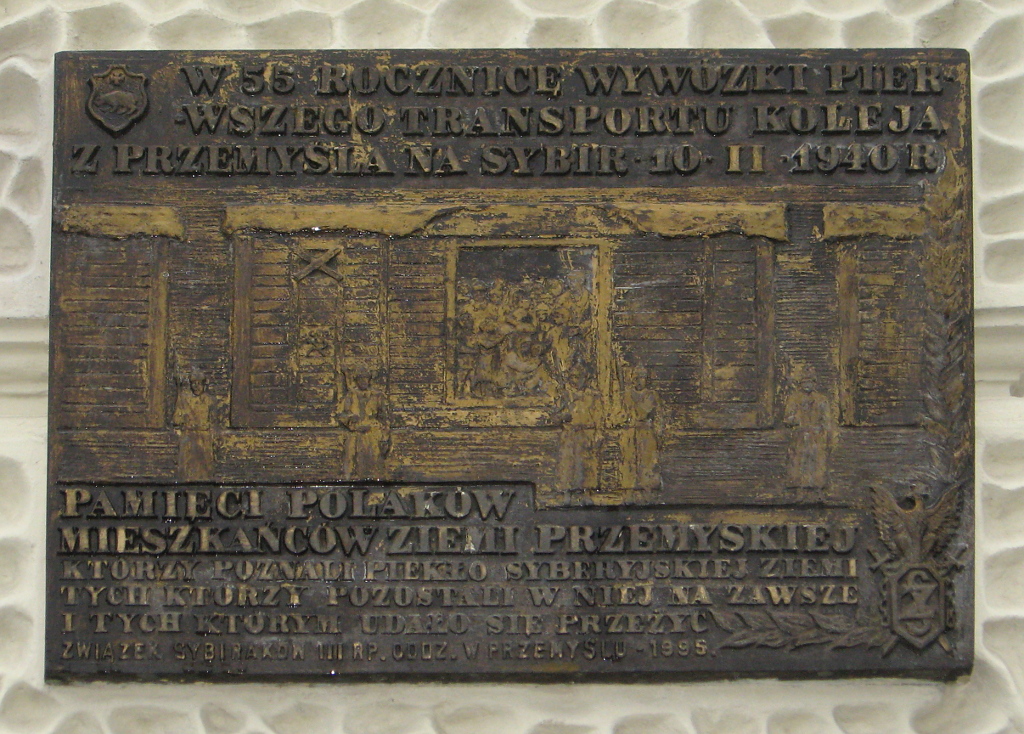 W 55 ROCZNICĘ WYWÓZKI PIER-
-WSZEGO TRANSPORTU KOLEJĄ
Z PRZEMYŚLA NA SYBIR · 10 · II · 1940 R
PAMIĘCI POLAKÓW
MIESZKAŃCÓW ZIEMI PRZEMYSKIEJ
KTÓRZY POZNALI PIEKŁO SYBERYJSKIEJ ZIEMI
TYCH KTÓRZY POZOSTALI W NIEJ NA ZAWSZE
I TYCH KTÓRYM UDAŁO SIĘ PRZEŻYĆ
ZWIĄZEK SYBIRAKÓW III RP. ODDZ. W PRZEMYŚLU - 1995.